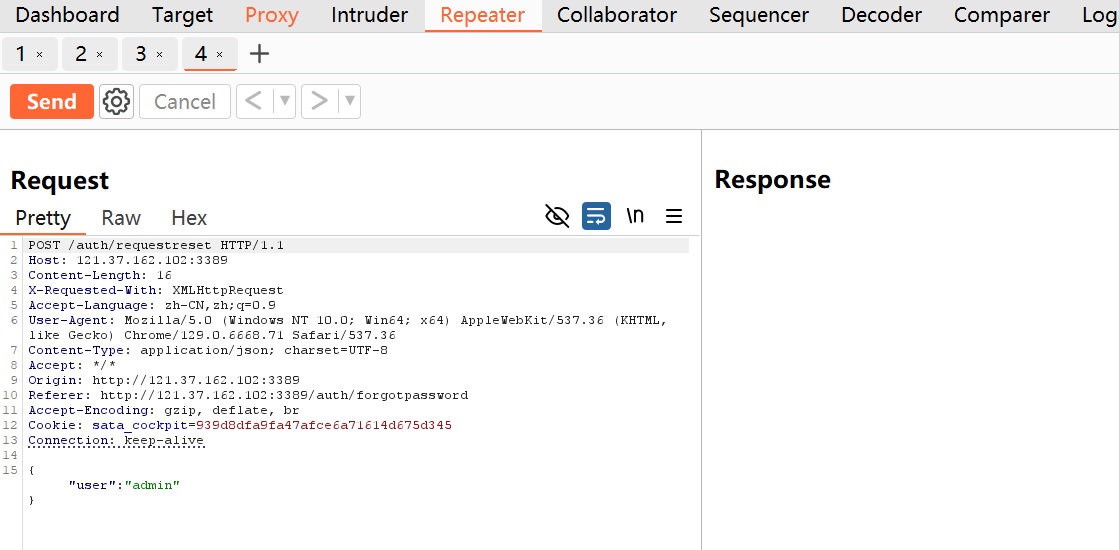 Dashboard Target Proxy Intruder Repeater Collaborator Sequencer Decoder Comparer Log
1 × 2 × 3 × 4 × +
Send Cancel < ▼ > ▼
Request
Response
Pretty Raw Hex \n
1 POST /auth/requestreset HTTP/1.1
2 Host: 121.37.162.102:3389
3 Content-Length: 16
4 X-Requested-With: XMLHttpRequest
5 Accept-Language: zh-CN,zh;q=0.9
6 User-Agent: Mozilla/5.0 (Windows NT 10.0; Win64; x64) AppleWebKit/537.36 (KHTML,
like Gecko) Chrome/129.0.6668.71 Safari/537.36
7 Content-Type: application/json; charset=UTF-8
8 Accept: */*
9 Origin: http://121.37.162.102:3389
10 Referer: http://121.37.162.102:3389/auth/forgotpassword
11 Accept-Encoding: gzip, deflate, br
12 Cookie: sata_cockpit=939d8dfa9fa47afce6a71614d675d345
13 Connection: keep-alive
14
15 {
"user":"admin"
}